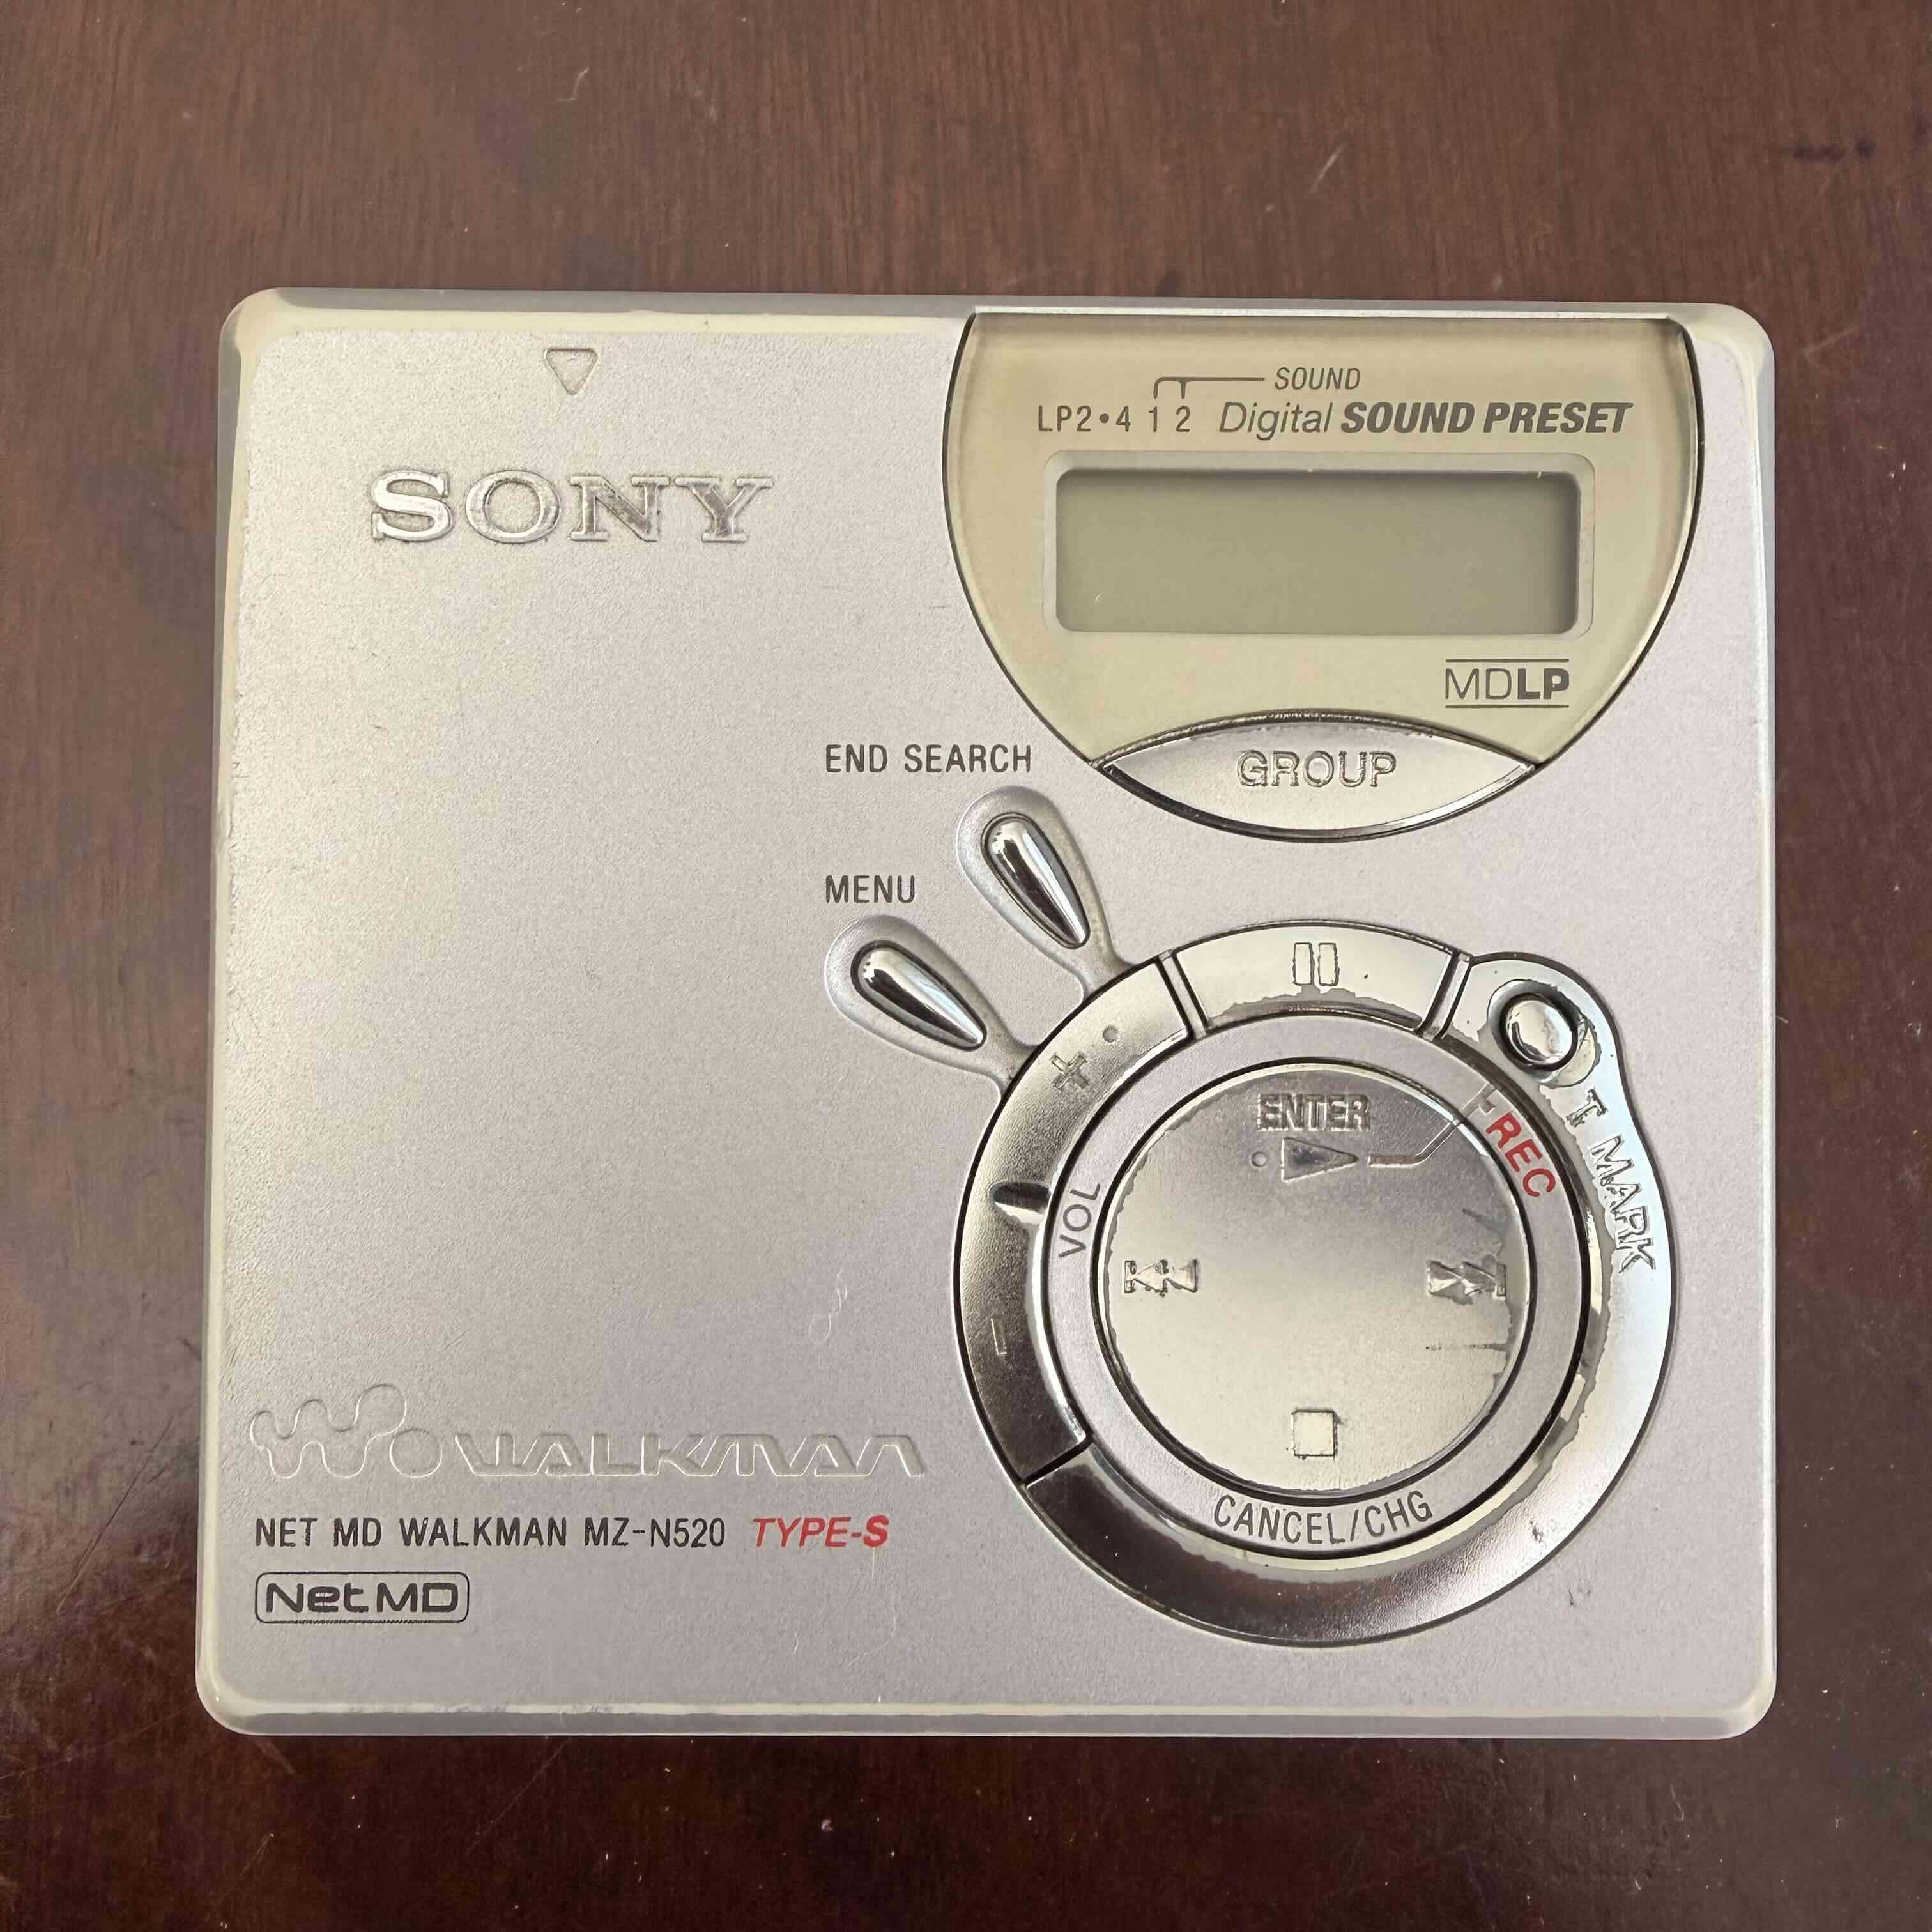 SONY
SOUND
LP2•4 1 2 Digital SOUND PRESET
MDLP
GROUP
END SEARCH
MENU
ENTER
REC
T MARK
VOL
+
-
CANCEL/CHG
WALKMAN
NET MD WALKMAN MZ-N520 TYPE-S
NetMD